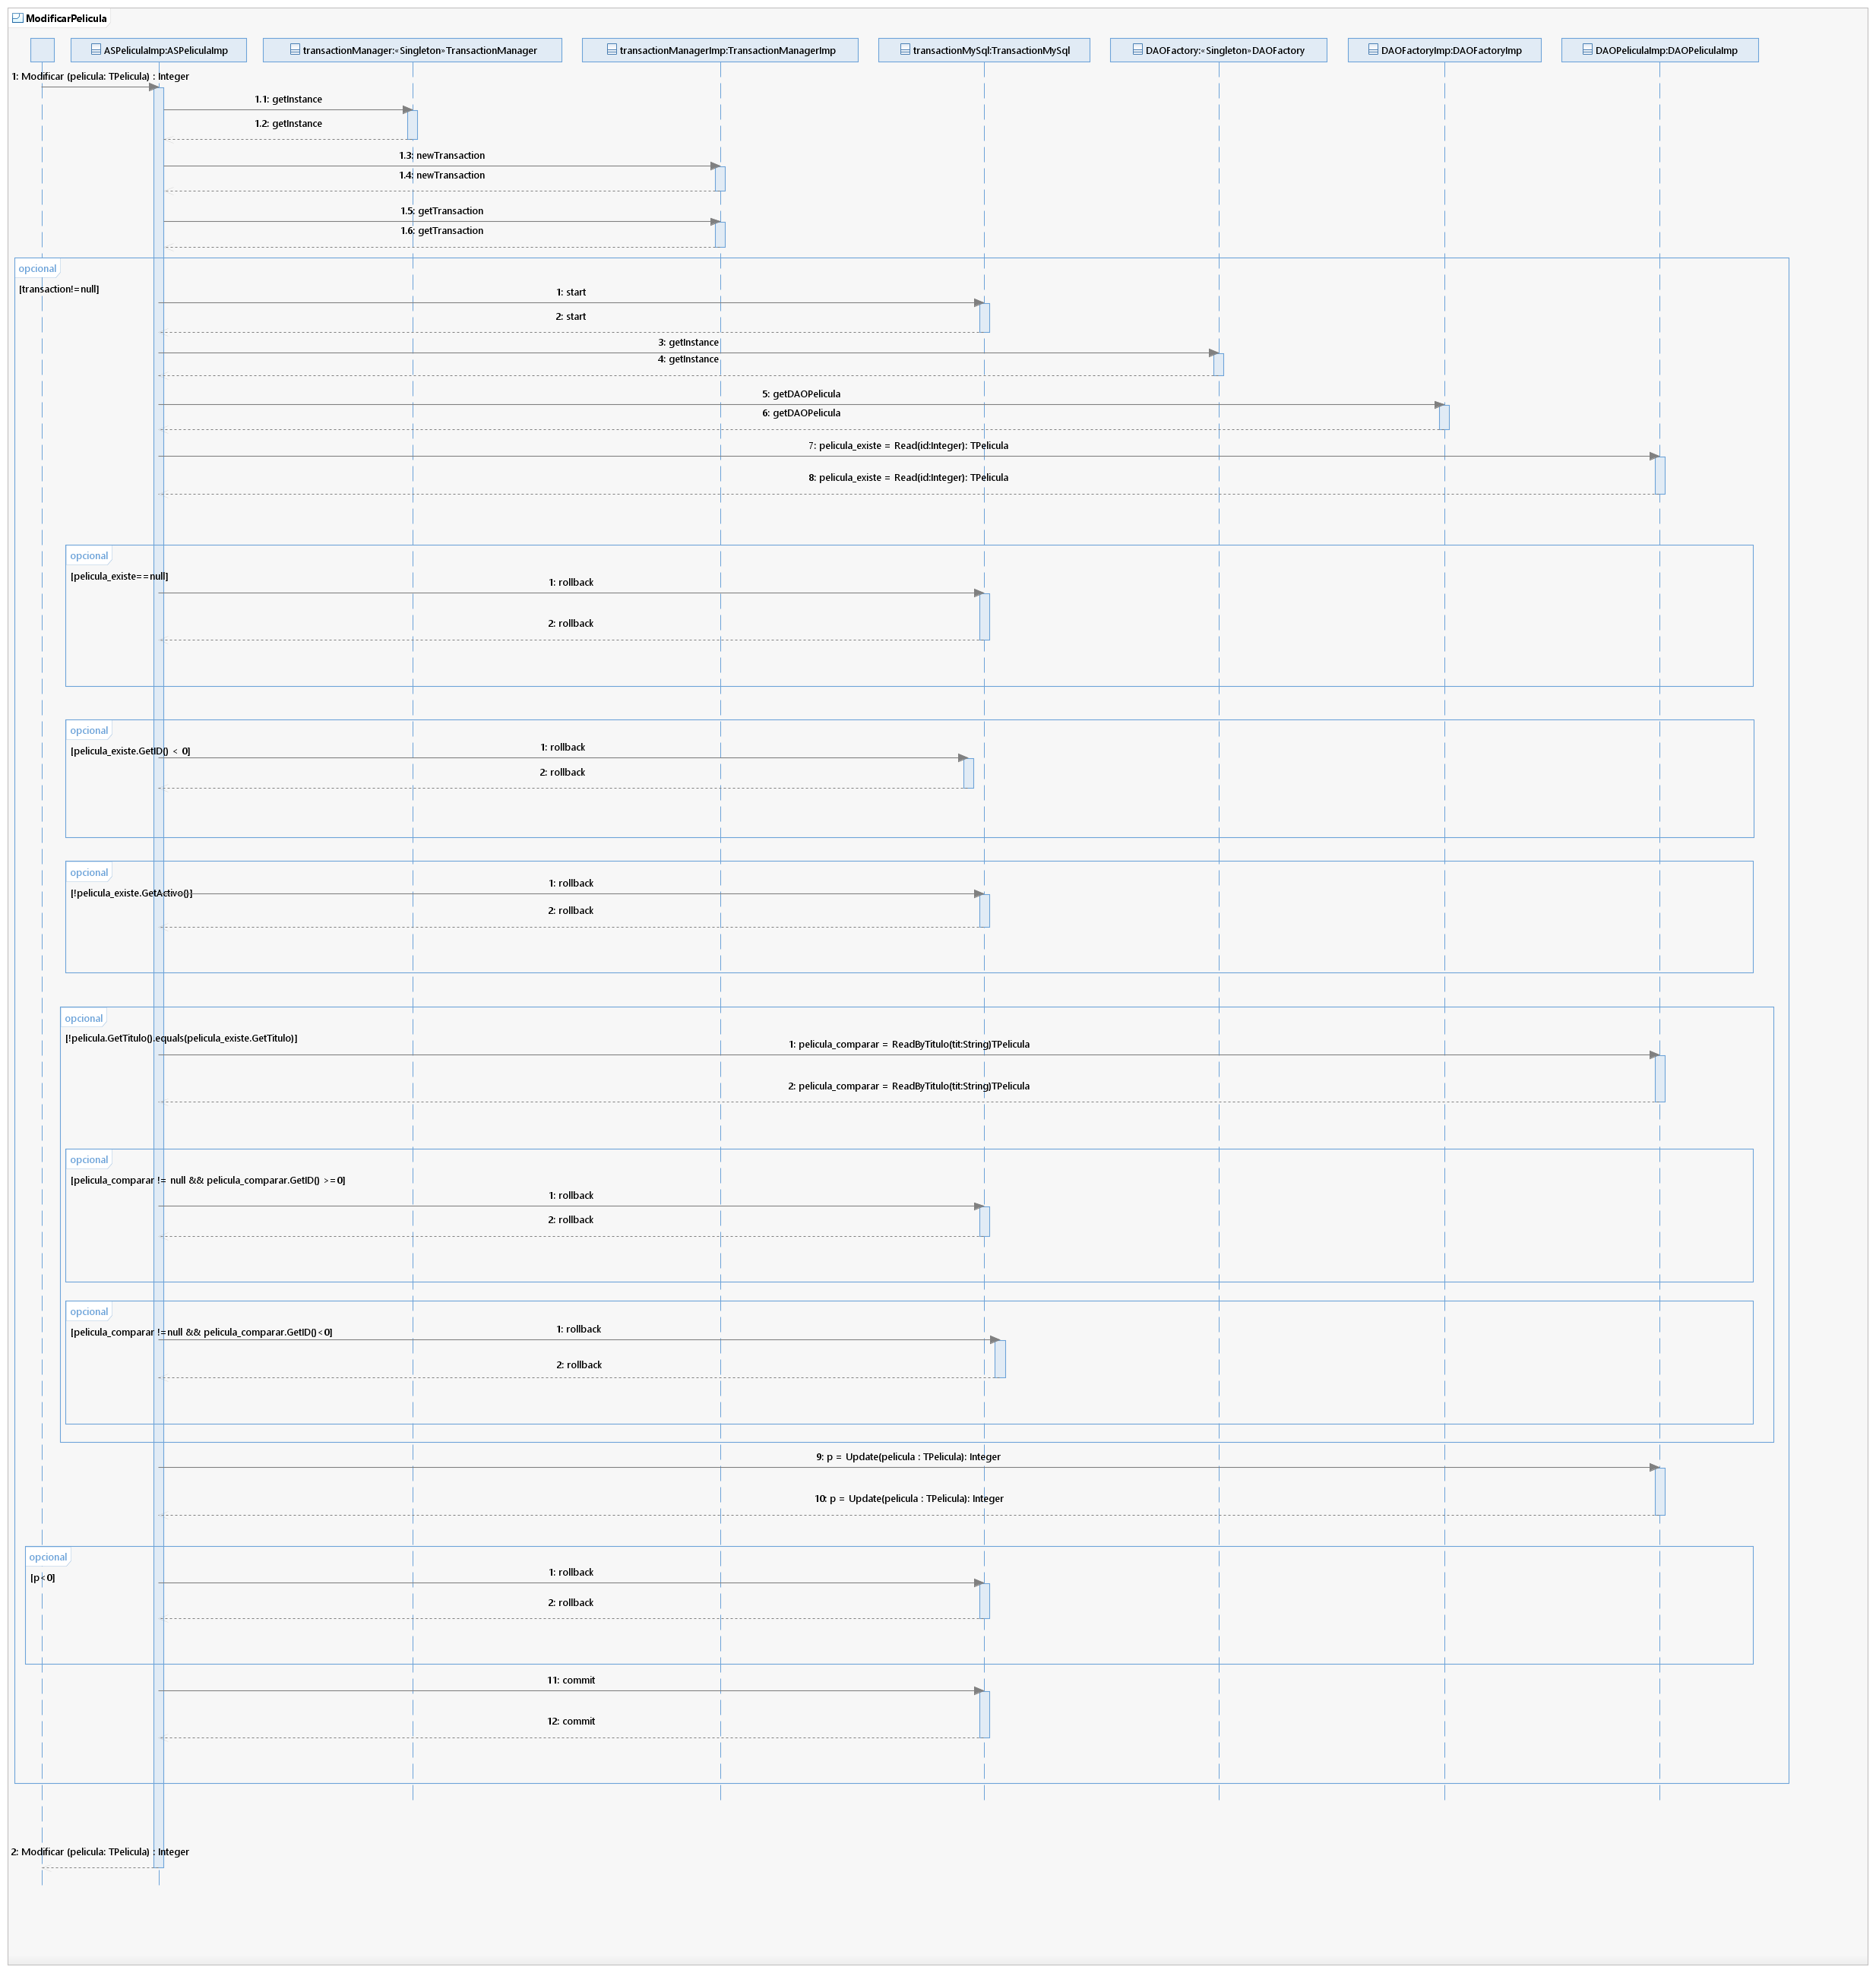 ModificarPelicula
ASPeliculaImp:ASPeliculaImp
transactionManager:«Singleton»TransactionManager
transactionManagerImp:TransactionManagerImp
transactionMySql:TransactionMySql
DAOFactory:«Singleton»DAOFactory
DAOFactoryImp:DAOFactoryImp
DAOPeliculaImp:DAOPeliculaImp
1: Modificar (pelicula: TPelicula) : Integer
1.1: getInstance
1.2: getInstance
1.3: newTransaction
1.4: newTransaction
1.5: getTransaction
1.6: getTransaction
opcional
[transaction!=null]
1: start
2: start
3: getInstance
4: getInstance
5: getDAOPelicula
6: getDAOPelicula
7: pelicula_existe = Read(id:Integer): TPelicula
8: pelicula_existe = Read(id:Integer): TPelicula
opcional
[pelicula_existe==null]
1: rollback
2: rollback
opcional
[pelicula_existe.GetID() < 0]
1: rollback
2: rollback
opcional
[!pelicula_existe.GetActivo()]
1: rollback
2: rollback
opcional
[!pelicula.GetTitulo().equals(pelicula_existe.GetTitulo)]
1: pelicula_comparar = ReadByTitulo(tit:String)TPelicula
2: pelicula_comparar = ReadByTitulo(tit:String)TPelicula
opcional
[pelicula_comparar != null && pelicula_comparar.GetID() >=0]
1: rollback
2: rollback
opcional
[pelicula_comparar !=null && pelicula_comparar.GetID()<0]
1: rollback
2: rollback
9: p = Update(pelicula : TPelicula): Integer
10: p = Update(pelicula : TPelicula): Integer
opcional
[p<0]
1: rollback
2: rollback
11: commit
12: commit
2: Modificar (pelicula: TPelicula) : Integer